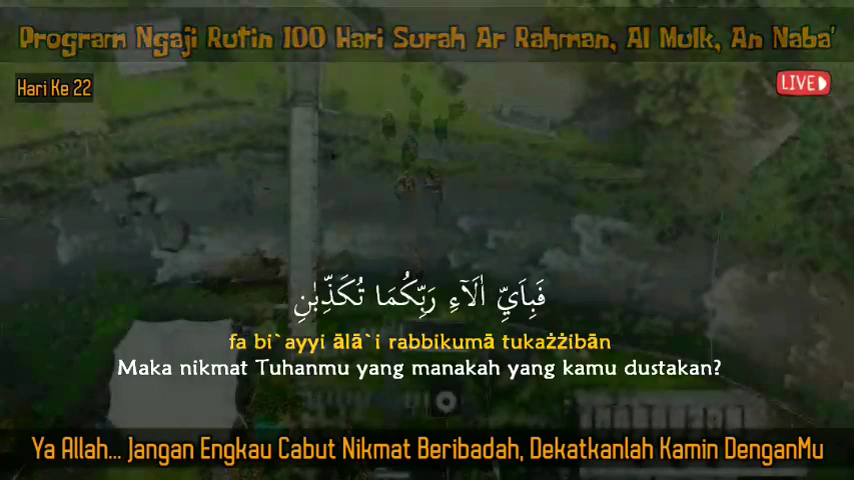 Program Ngaji Rutin 100 Hari Surah Ar Rahman, Al Mulk, An Naba'
Hari Ke 22
LIVE
فَبِاَيِّ اٰلَاۤءِ رَبِّكُمَا تُكَذِّبٰنِ
fa bi`ayyi ālā`i rabbikumā tukażżibān
Maka nikmat Tuhanmu yang manakah yang kamu dustakan?
Ya Allah... Jangan Engkau Cabut Nikmat Beribadah, Dekatkanlah Kamin DenganMu